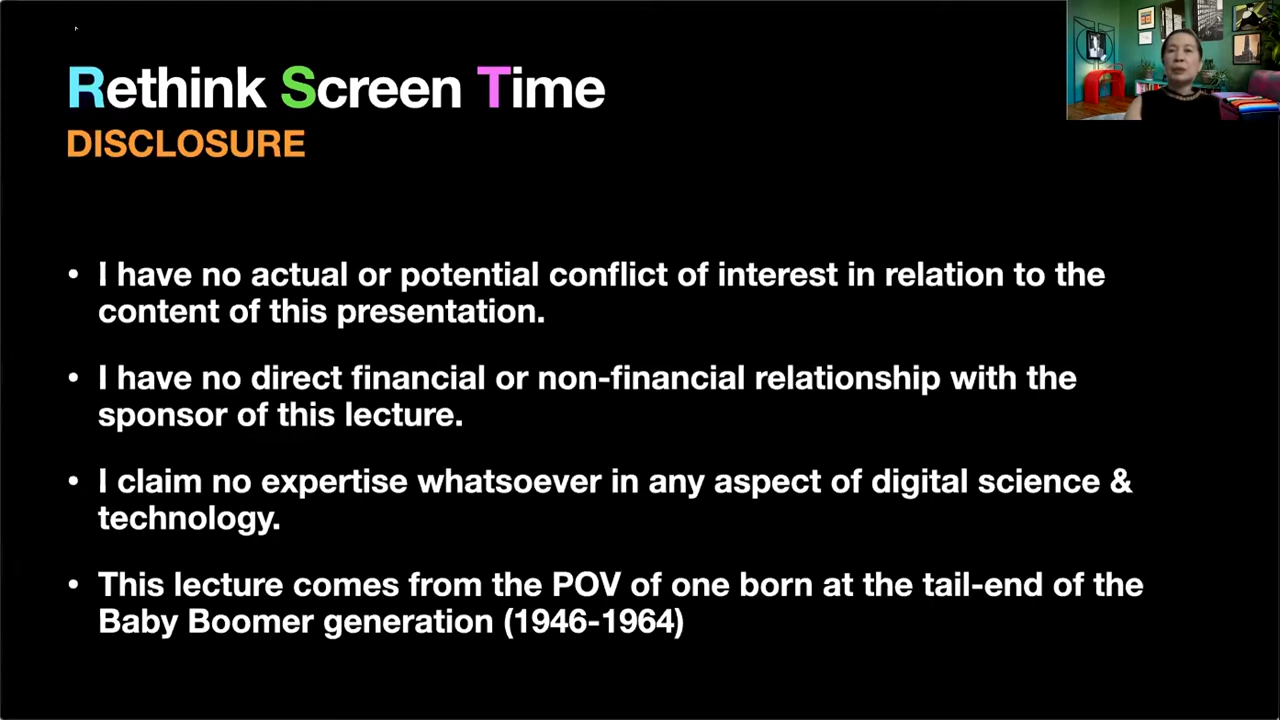 Rethink Screen Time
DISCLOSURE
• I have no actual or potential conflict of interest in relation to the
content of this presentation.
• I have no direct financial or non-financial relationship with the
sponsor of this lecture.
• I claim no expertise whatsoever in any aspect of digital science &
technology.
• This lecture comes from the POV of one born at the tail-end of the
Baby Boomer generation (1946-1964)